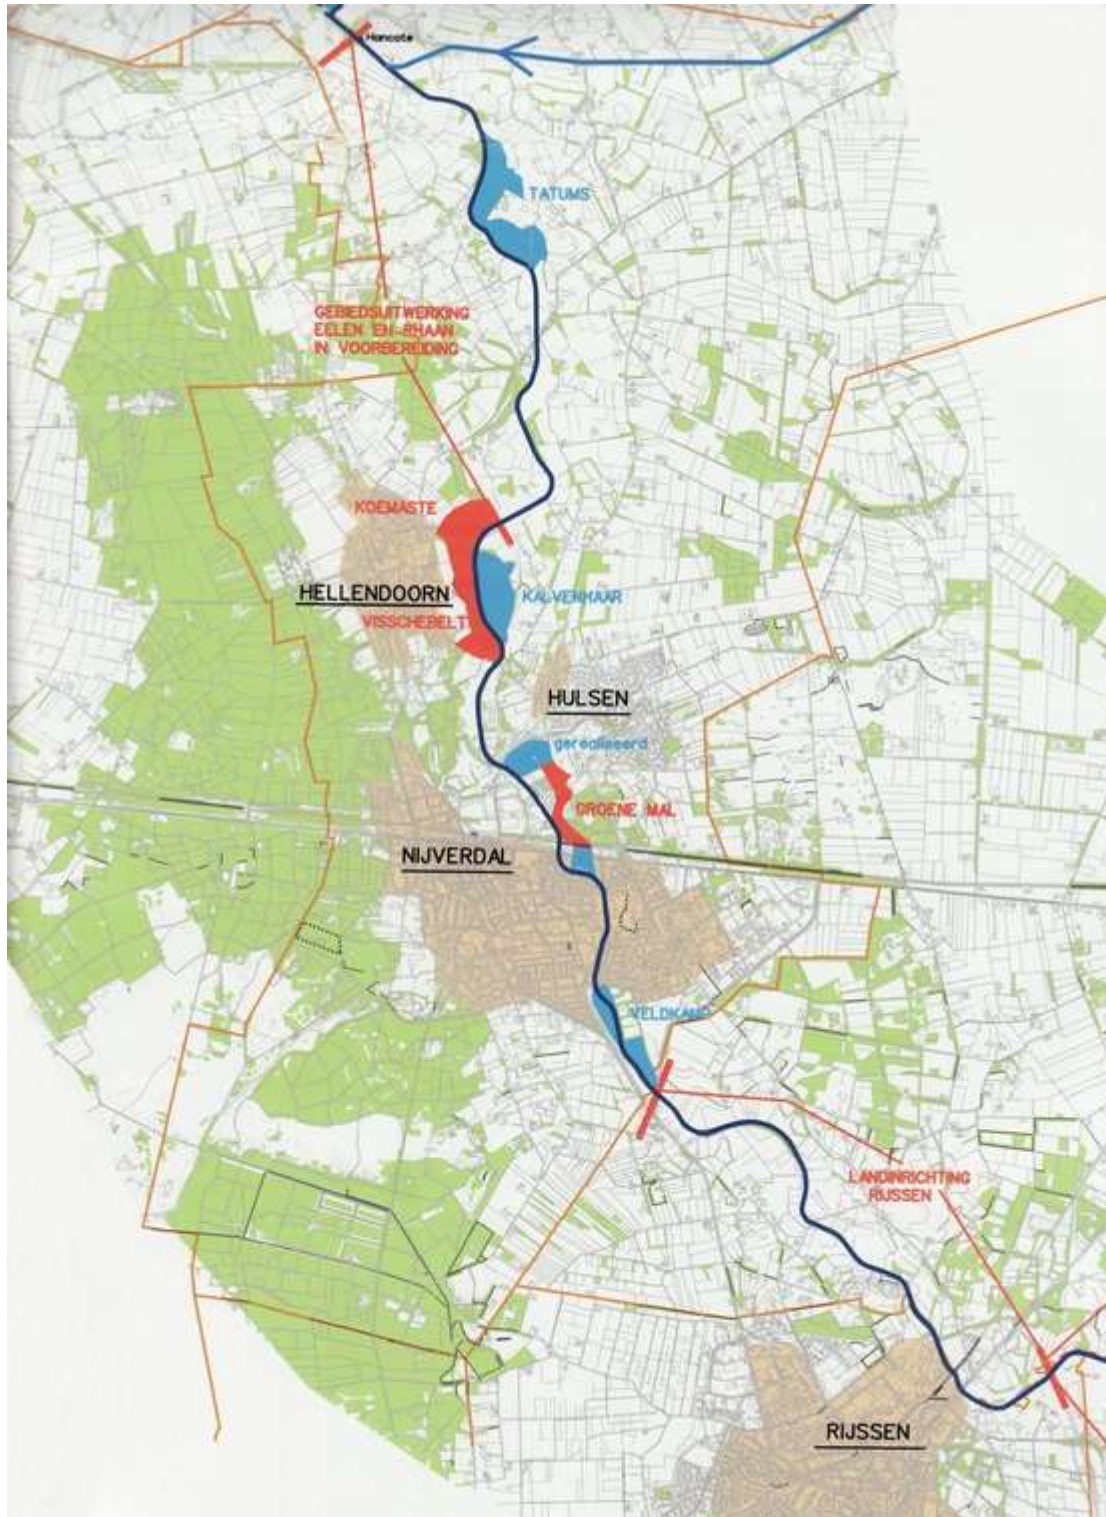 Hancate
TATUMS
GEBIEDSUITWERKING
EELEN EN RHAAN
IN VOORBEREIDING
KOEMASTE
HELLENDOORN
KALVENHAAR
VISSCHEBELT
HULSEN
gerealiseerd
GROENE MAL
NIJVERDAL
VELDKAMP
LANDINRICHTING
RIJSSEN
RIJSSEN